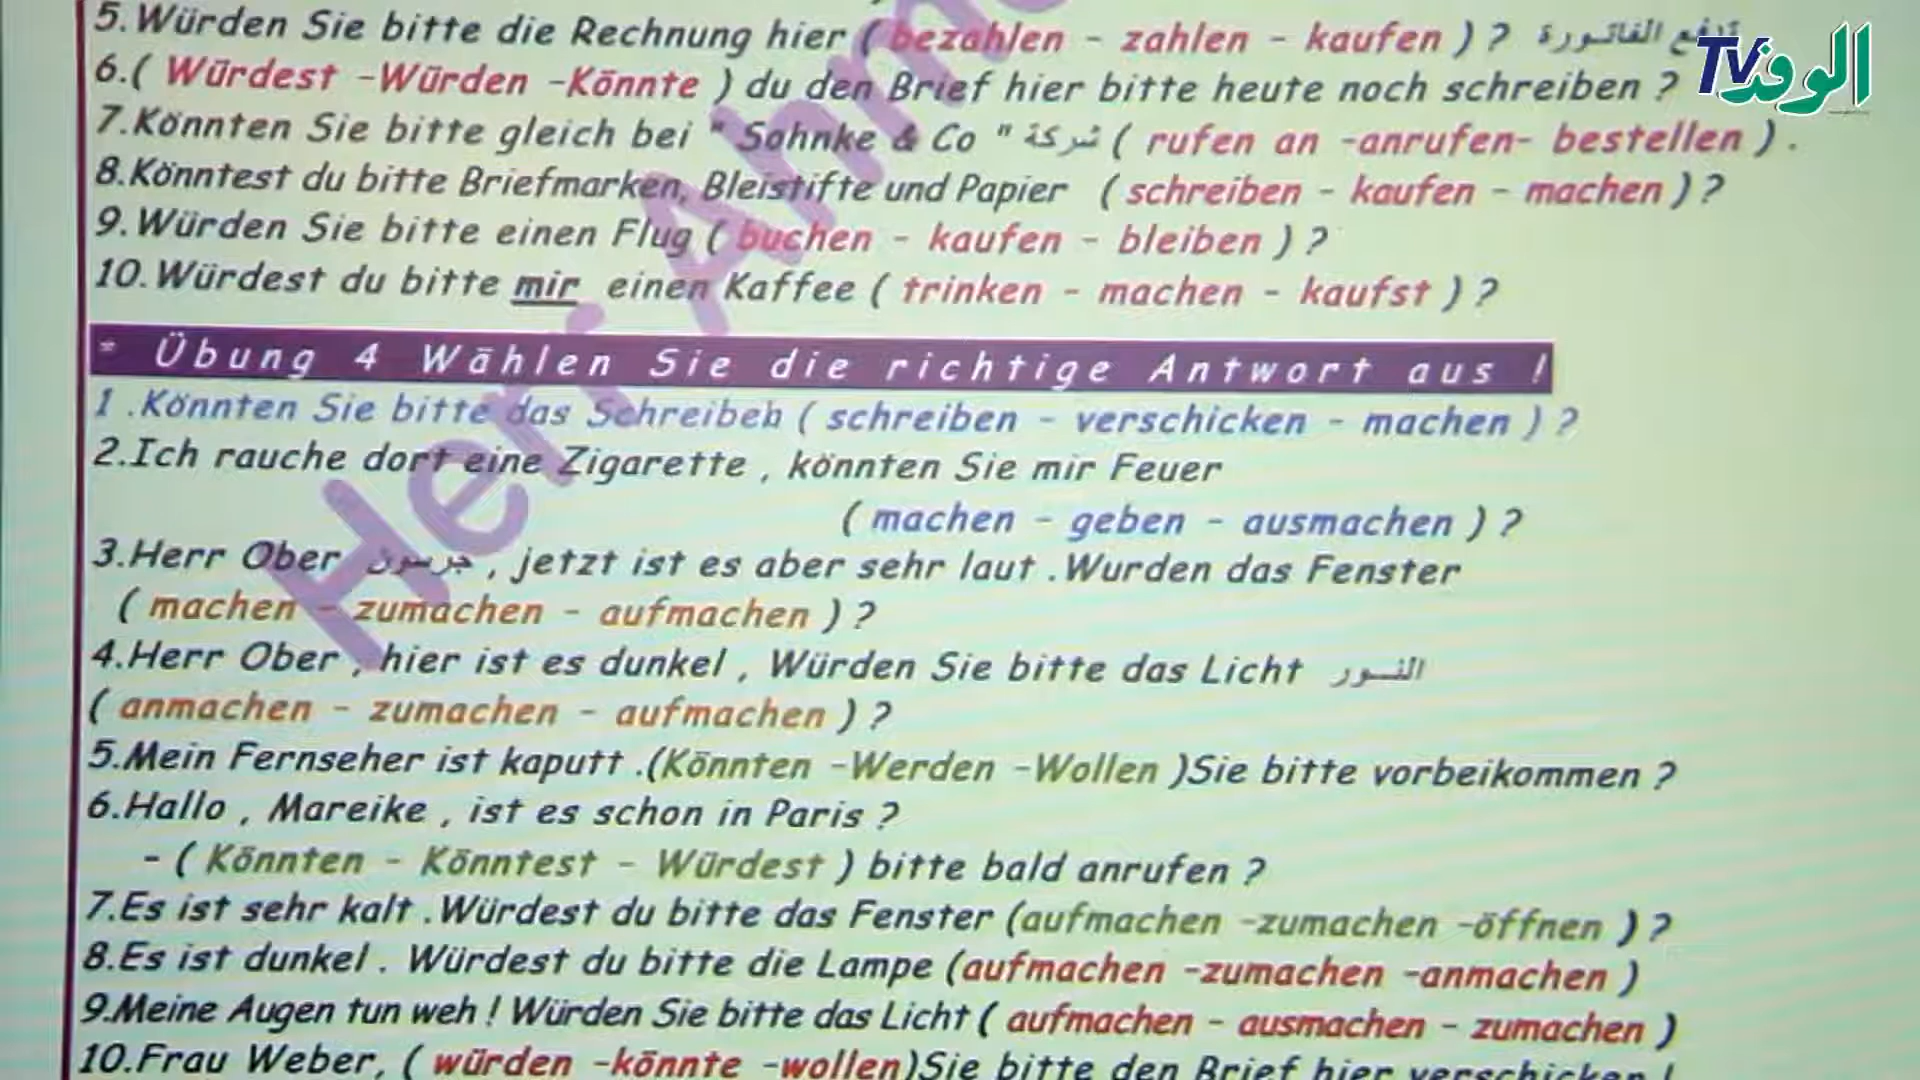 5.Würden Sie bitte die Rechnung hier ( bezahlen - zahlen - kaufen ) ? تدفع الفاتورة
TV الوفد
6.( Würdest -Würden -Könnte ) du den Brief hier bitte heute noch schreiben ?
7.Könnten Sie bitte gleich bei " Sohnke & Co " شركة ( rufen an -anrufen- bestellen ) .
8.Könntest du bitte Briefmarken, Bleistifte und Papier ( schreiben - kaufen - machen ) ?
9.Würden Sie bitte einen Flug ( buchen - kaufen - bleiben ) ?
10.Würdest du bitte mir einen Kaffee ( trinken - machen - kaufst ) ?
* Übung 4 Wählen Sie die richtige Antwort aus !
1 .Könnten Sie bitte das Schreiben ( schreiben - verschicken - machen ) ?
2.Ich rauche dort eine Zigarette , könnten Sie mir Feuer
( machen - geben - ausmachen ) ?
3.Herr Ober جرسون , jetzt ist es aber sehr laut .Wurden das Fenster
( machen - zumachen - aufmachen ) ?
4.Herr Ober , hier ist es dunkel , Würden Sie bitte das Licht النور
( anmachen - zumachen - aufmachen ) ?
5.Mein Fernseher ist kaputt .(Könnten -Werden -Wollen )Sie bitte vorbeikommen ?
6.Hallo , Mareike , ist es schon in Paris ?
- ( Könnten - Könntest - Würdest ) bitte bald anrufen ?
7.Es ist sehr kalt .Würdest du bitte das Fenster (aufmachen -zumachen -öffnen ) ?
8.Es ist dunkel . Würdest du bitte die Lampe (aufmachen -zumachen -anmachen )
9.Meine Augen tun weh ! Würden Sie bitte das Licht ( aufmachen - ausmachen - zumachen )
10.Frau Weber, ( würden -könnte -wollen)Sie bitte den Brief hier verschicken !
Herr Ahm